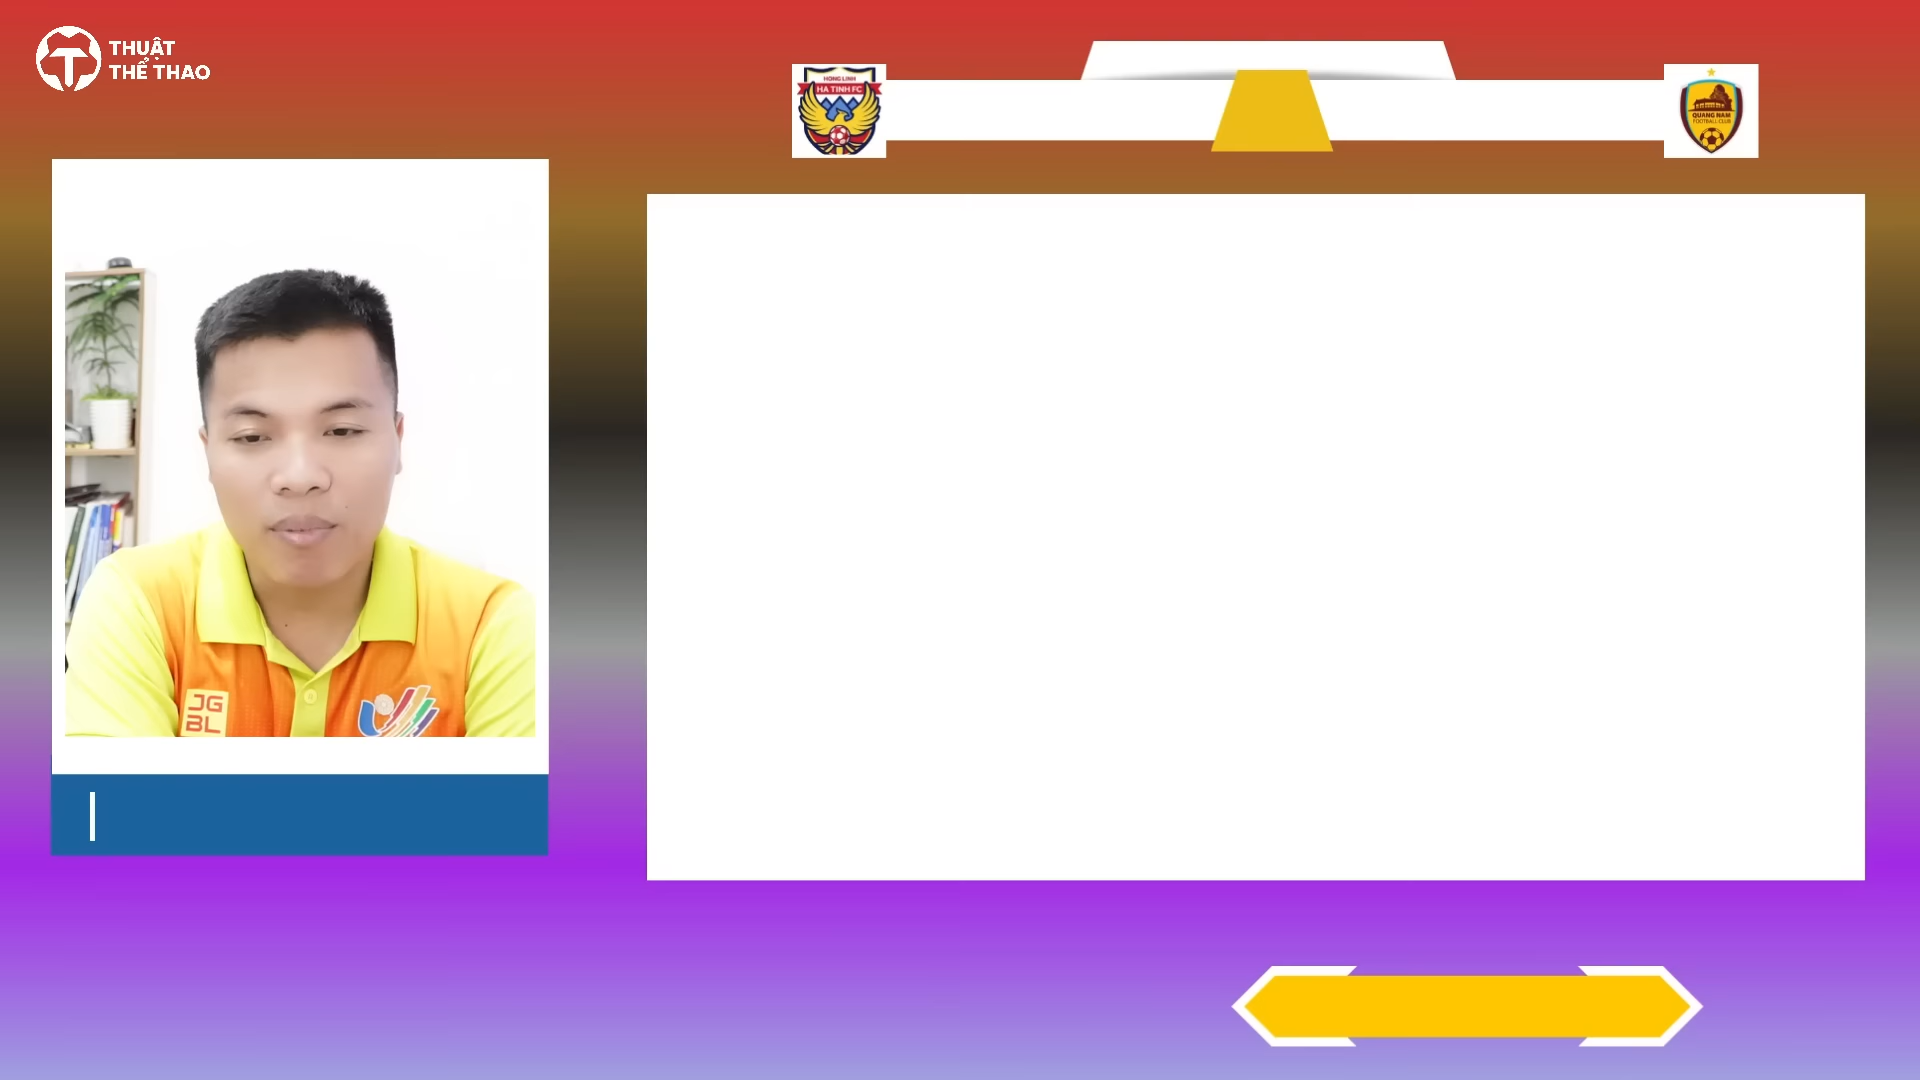 THUẬT
THỂ THAO
HONG LINH
HA TINH FC
QUANG NAM
FOOTBALL CLUB
JG
BL